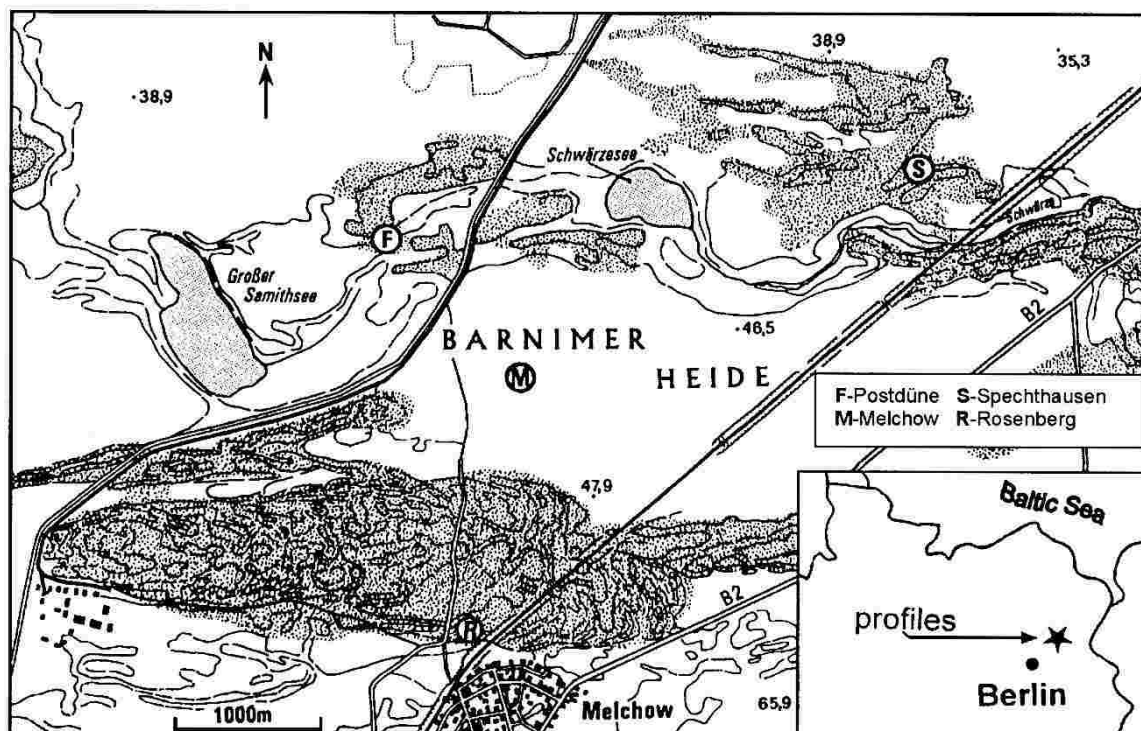 N
38,9
38,9
35,3
Schwärzesee
S
Schwärze
F
Großer
Samithsee
B2
46,5
BARNIMER
HEIDE
M
F-Postdüne S-Spechthausen
M-Melchow R-Rosenberg
47,9
B2
R
Melchow
65,9
1000m
Baltic Sea
profiles
Berlin